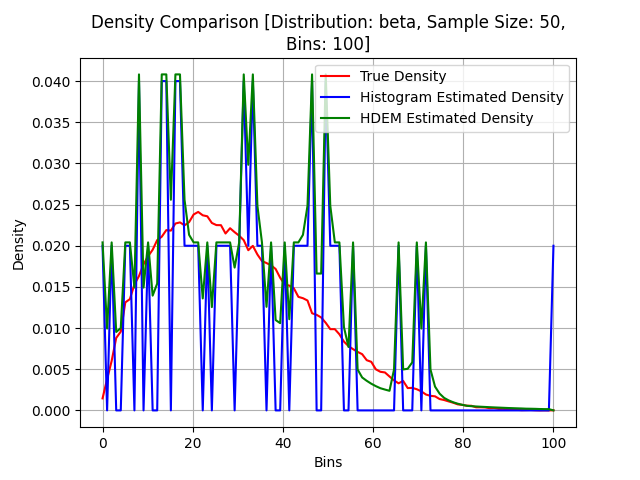 Density Comparison [Distribution: beta, Sample Size: 50,
Bins: 100]
True Density
Histogram Estimated Density
HDEM Estimated Density
Density
0.040
0.035
0.030
0.025
0.020
0.015
0.010
0.005
0.000
0 20 40 60 80 100
Bins